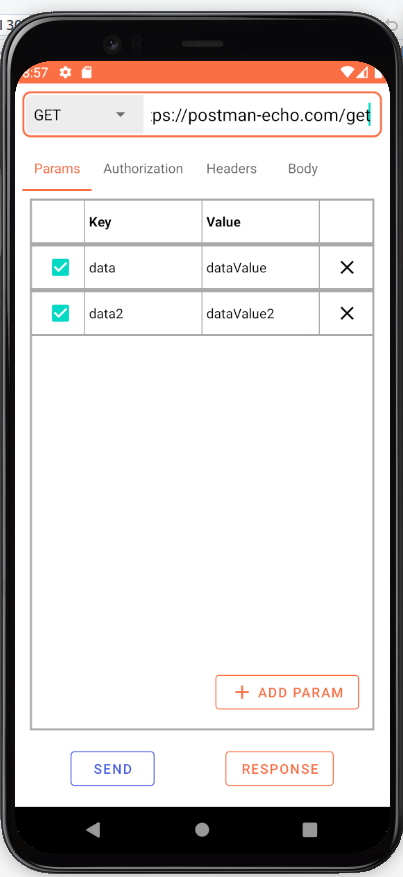 30
:57
GET
ps://postman-echo.com/get
Params Authorization Headers Body
Key Value
data dataValue
data2 dataValue2
ADD PARAM
SEND RESPONSE